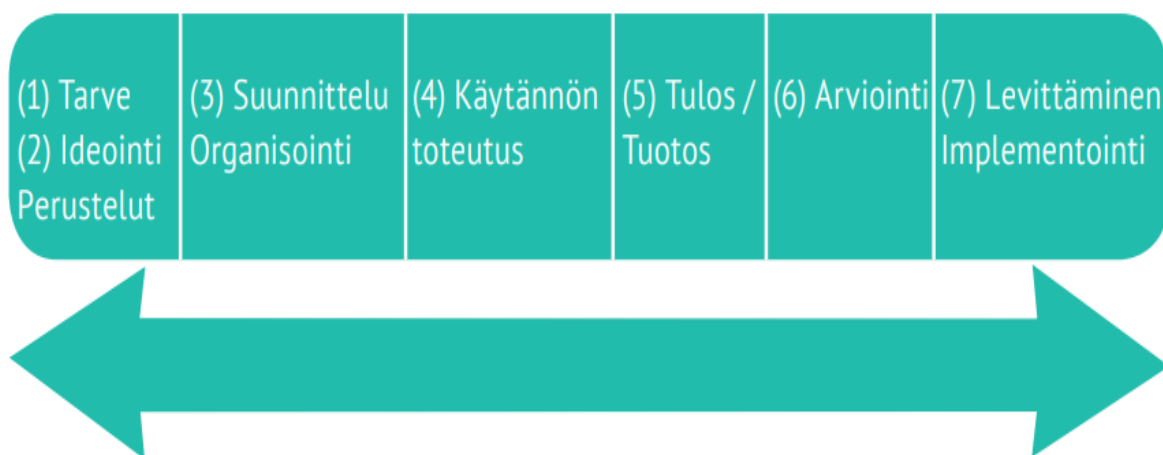 (1) Tarve
(2) Ideointi
Perustelut
(3) Suunnittelu
Organisointi
(4) Käytännön
toteutus
(5) Tulos /
Tuotos
(6) Arviointi
(7) Levittäminen
Implementointi